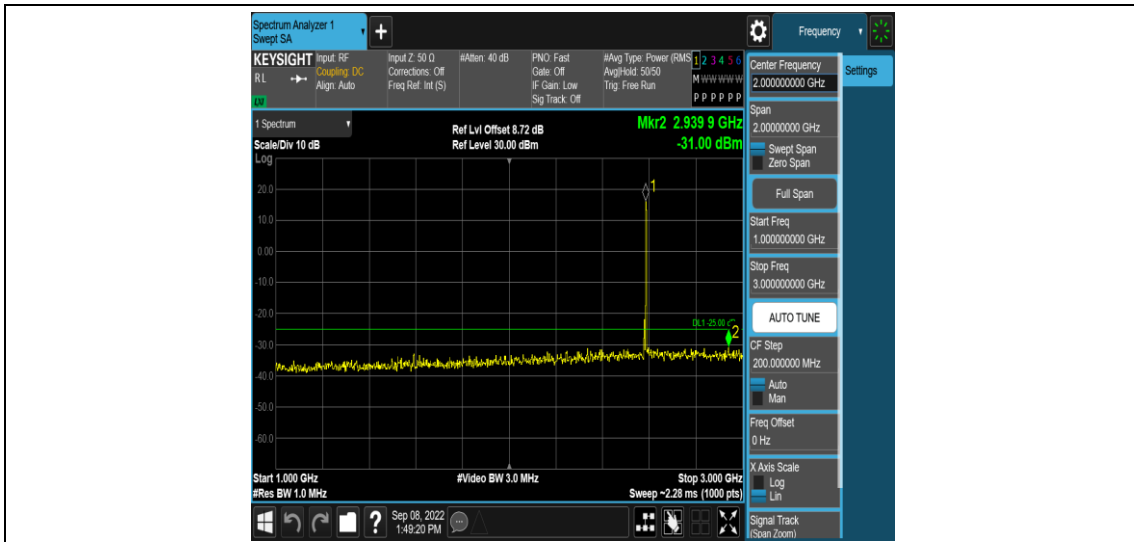 Spectrum Analyzer 1
Swept SA
Frequency
KEYSIGHT
RL
LM
Input: RF
Coupling: DC
Align: Auto
Input Z: 50 Ω
Corrections: Off
Freq Ref: Int (S)
#Atten: 40 dB
PNO: Fast
Gate: Off
IF Gain: Low
Sig Track: Off
#Avg Type: Power (RMS
Avg|Hold: 50/50
Trig: Free Run
1 2 3 4 5 6
M W W W W W
P P P P P P
1 Spectrum
Scale/Div 10 dB
Ref Lvl Offset 8.72 dB
Ref Level 30.00 dBm
Mkr2 2.939 9 GHz
-31.00 dBm
Log
20.0
10.0
0.00
-10.0
-20.0
-30.0
-40.0
-50.0
-60.0
1
DL1 -25.00
2
Start 1.000 GHz
#Res BW 1.0 MHz
#Video BW 3.0 MHz
Stop 3.000 GHz
Sweep ~2.28 ms (1000 pts)
Sep 08, 2022
1:49:20 PM
Center Frequency
2.000000000 GHz
Settings
Span
2.00000000 GHz
Swept Span
Zero Span
Full Span
Start Freq
1.000000000 GHz
Stop Freq
3.000000000 GHz
AUTO TUNE
CF Step
200.000000 MHz
Auto
Man
Freq Offset
0 Hz
X Axis Scale
Log
Lin
Signal Track
(Span Zoom)